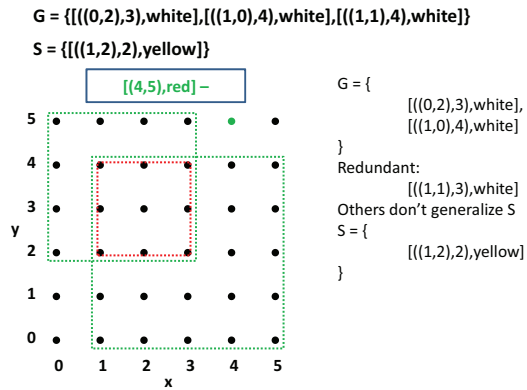 G = {[((0,2),3),white],[((1,0),4),white],{[((1,1),4),white]}
S = {[((1,2),2),yellow]}
[(4,5),red] –
5
4
3
y
2
1
0
0 1 2 3 4 5
x
G = {
[((0,2),3),white],
[((1,0),4),white]
}
Redundant:
[((1,1),3),white]
Others don't generalize S
S = {
[((1,2),2),yellow]
}